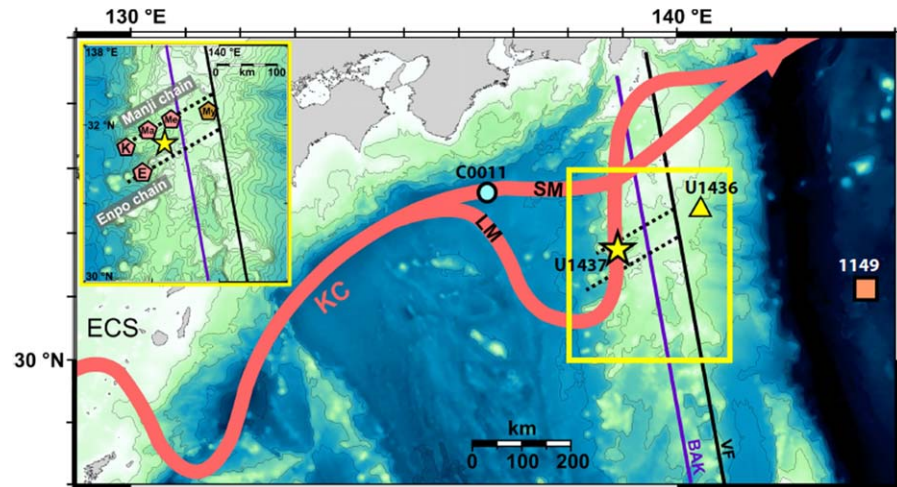 130 °E
140 °E
138 °E
140 °E
0 100
km
Manji chain
32 °N
K
Ma
Me
My
E
Enpo chain
30 °N
C0011
SM
LM
KC
U1436
U1437
1149
ECS
30 °N
km
0 100 200
BAK
VF